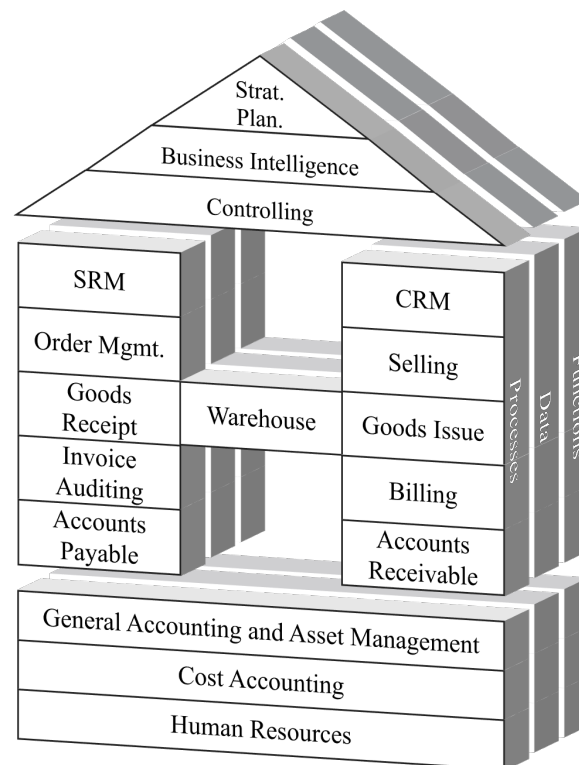 Strat.
Plan.
Business Intelligence
Controlling
SRM
Order Mgmt.
Goods
Receipt
Invoice
Auditing
Accounts
Payable
Warehouse
CRM
Selling
Goods Issue
Billing
Accounts
Receivable
Processes
Data
Functions
General Accounting and Asset Management
Cost Accounting
Human Resources